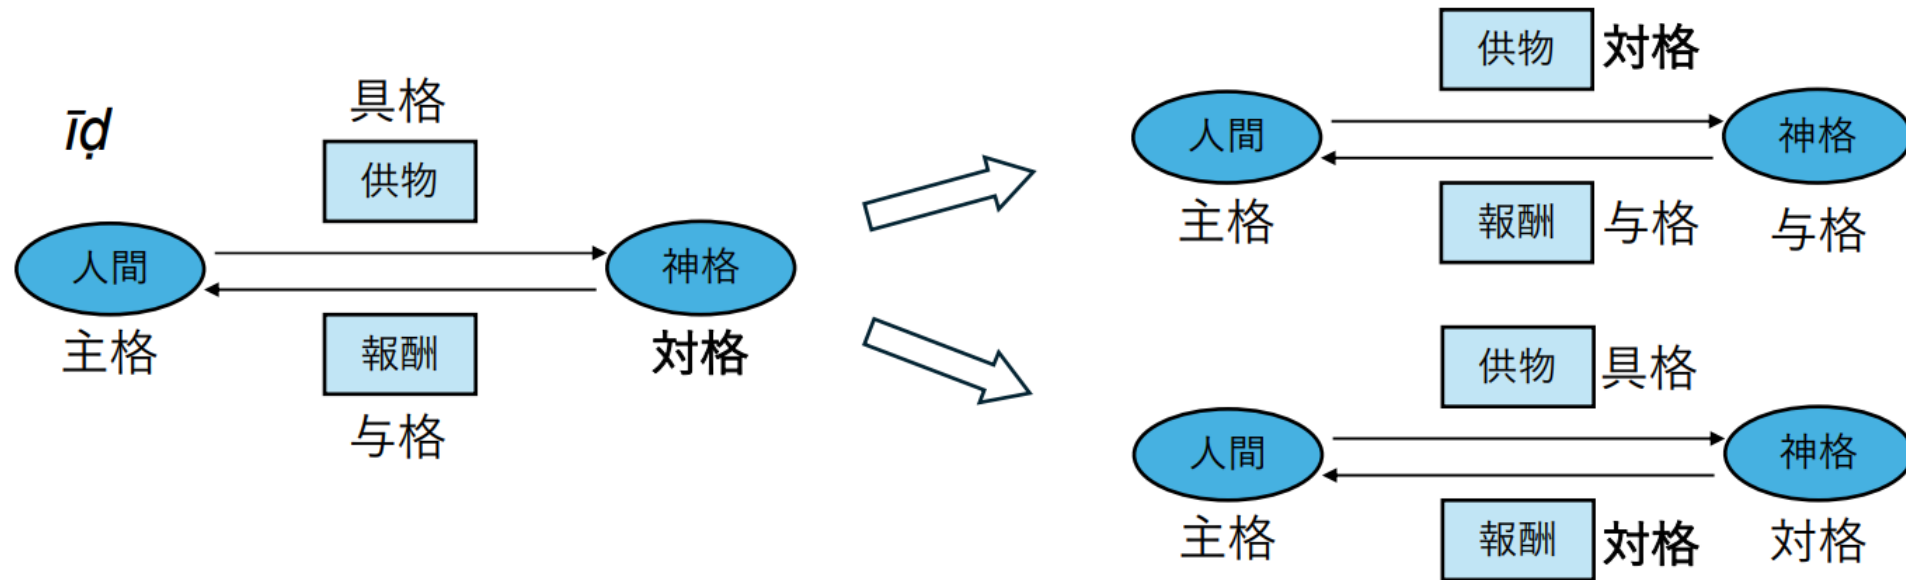 īḍ
具格
供物
人間
神格
主格
報酬
対格
与格
供物 対格
人間
神格
主格
報酬 与格
与格
供物 具格
人間
神格
主格
報酬 対格
対格